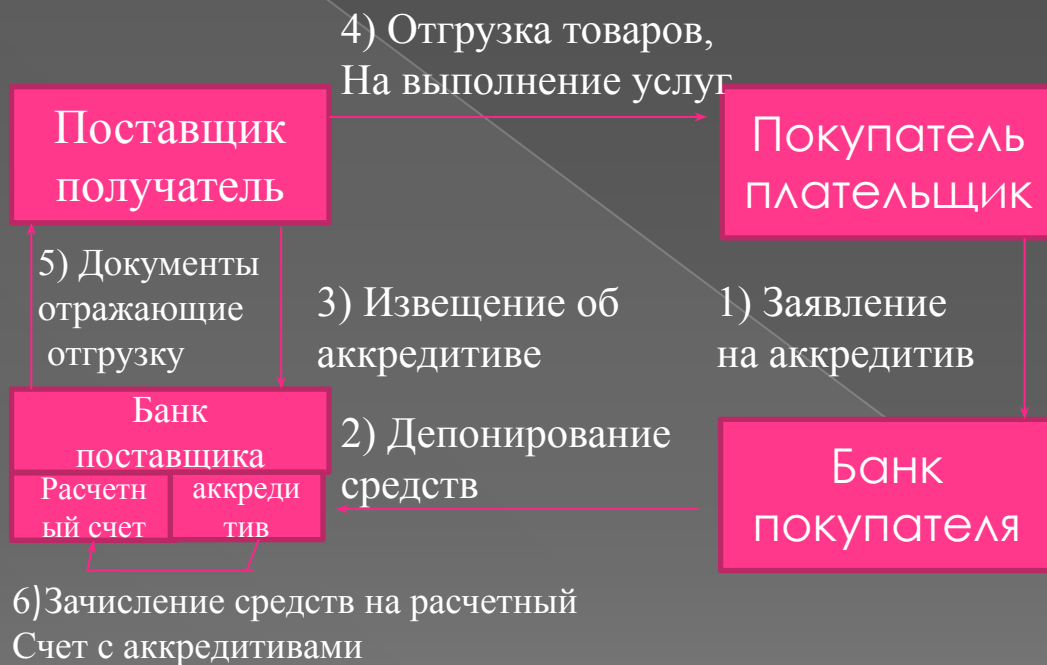 4) Отгрузка товаров,
На выполнение услуг
Поставщик
получатель
Покупатель
плательщик
5) Документы
отражающие
отгрузку
3) Извещение об
аккредитиве
1) Заявление
на аккредитив
Банк
поставщика
Расчетн
ый счет
аккреди
тив
2) Депонирование
средств
Банк
покупателя
6)Зачисление средств на расчетный
Счет с аккредитивами